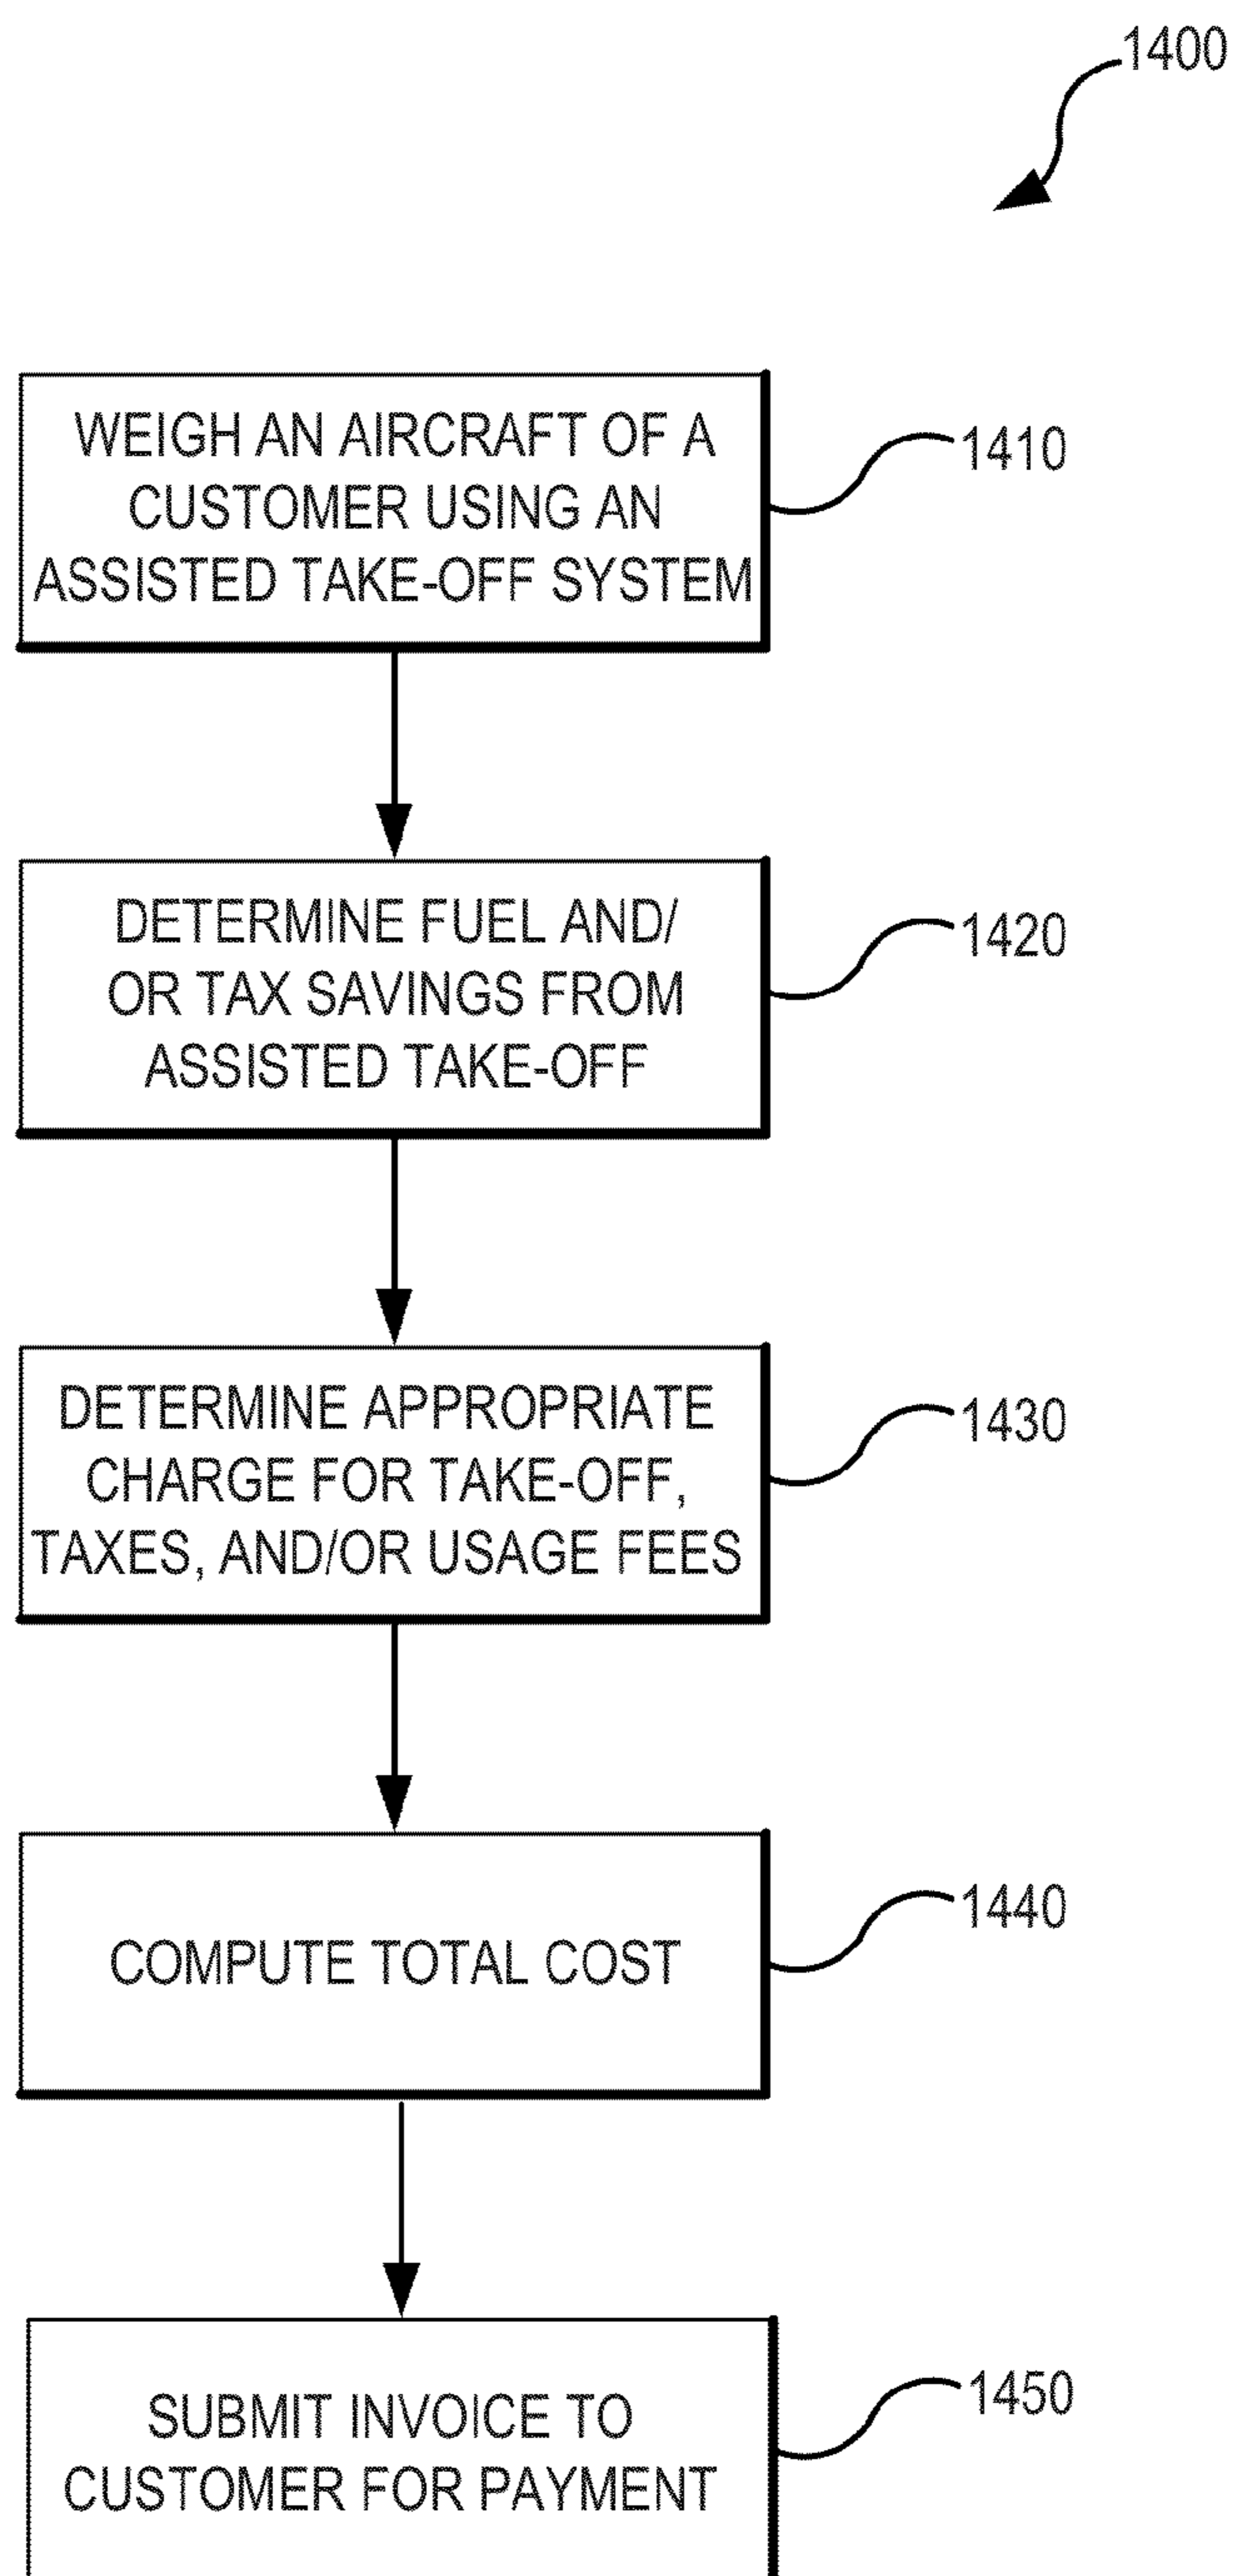 1400
WEIGH AN AIRCRAFT OF A
CUSTOMER USING AN
ASSISTED TAKE-OFF SYSTEM
1410
DETERMINE FUEL AND/
OR TAX SAVINGS FROM
ASSISTED TAKE-OFF
1420
DETERMINE APPROPRIATE
CHARGE FOR TAKE-OFF,
TAXES, AND/OR USAGE FEES
1430
COMPUTE TOTAL COST
1440
SUBMIT INVOICE TO
CUSTOMER FOR PAYMENT
1450